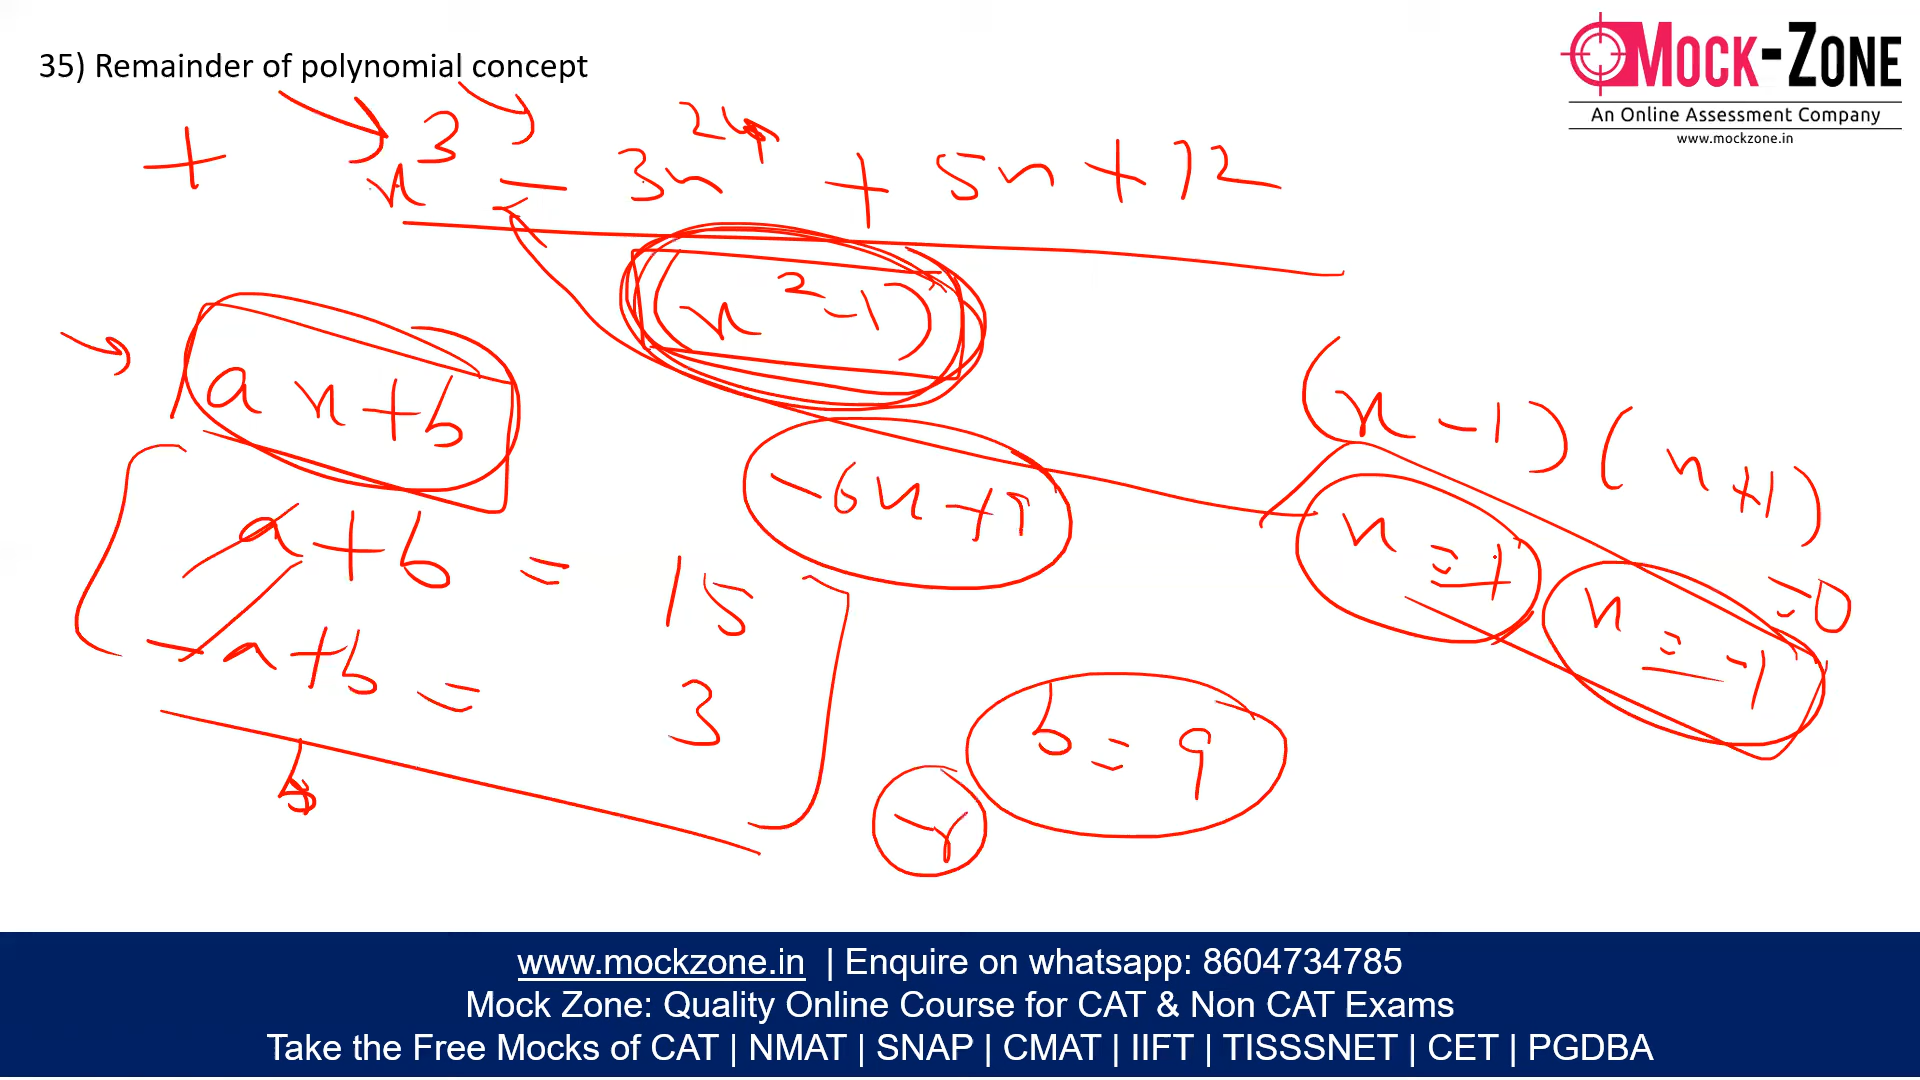 MOCK-ZONE
An Online Assessment Company
www.mockzone.in
35) Remainder of polynomial concept
+ x³ - 3x²⁴ + 5x + 12
(x² - 1)
ax+b
(x - 1) (x + 1) = 0
-6x + 9
x = 1
x = -1
a + b = 15
-a + b = 3
b
b = 9
www.mockzone.in | Enquire on whatsapp: 8604734785
Mock Zone: Quality Online Course for CAT & Non CAT Exams
Take the Free Mocks of CAT | NMAT | SNAP | CMAT | IIFT | TISSSNET | CET | PGDBA